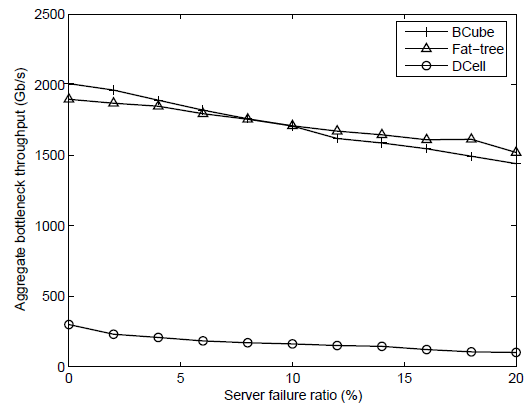 2500
2000
1500
1000
500
0
Aggregate bottleneck throughput (Gb/s)
BCube
Fat−tree
DCell
0 5 10 15 20
Server failure ratio (%)